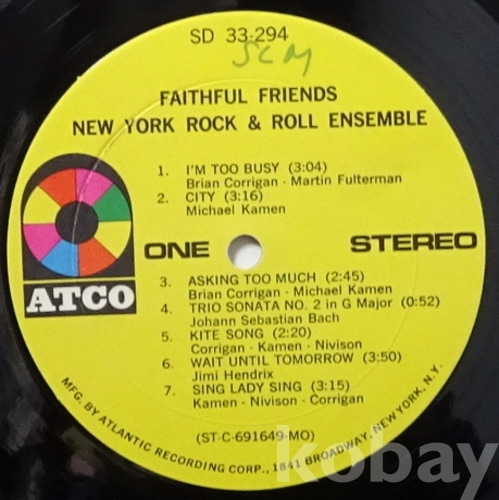 SD 33-294
SCM
FAITHFUL FRIENDS
NEW YORK ROCK & ROLL ENSEMBLE
1. I'M TOO BUSY (3:04)
Brian Corrigan - Martin Fulterman
2. CITY (3:16)
Michael Kamen
ONE STEREO
ATCO
3. ASKING TOO MUCH (2:45)
Brian Corrigan - Michael Kamen
4. TRIO SONATA NO. 2 in G Major (0:52)
Johann Sebastian Bach
5. KITE SONG (2:20)
Corrigan - Kamen - Nivison
6. WAIT UNTIL TOMORROW (3:50)
Jimi Hendrix
7. SING LADY SING (3:15)
Kamen - Nivison - Corrigan
(ST-C-691649-MO)
MFG. BY ATLANTIC RECORDING CORP., 1841 BROADWAY, NEW YORK, N.Y.
kobay